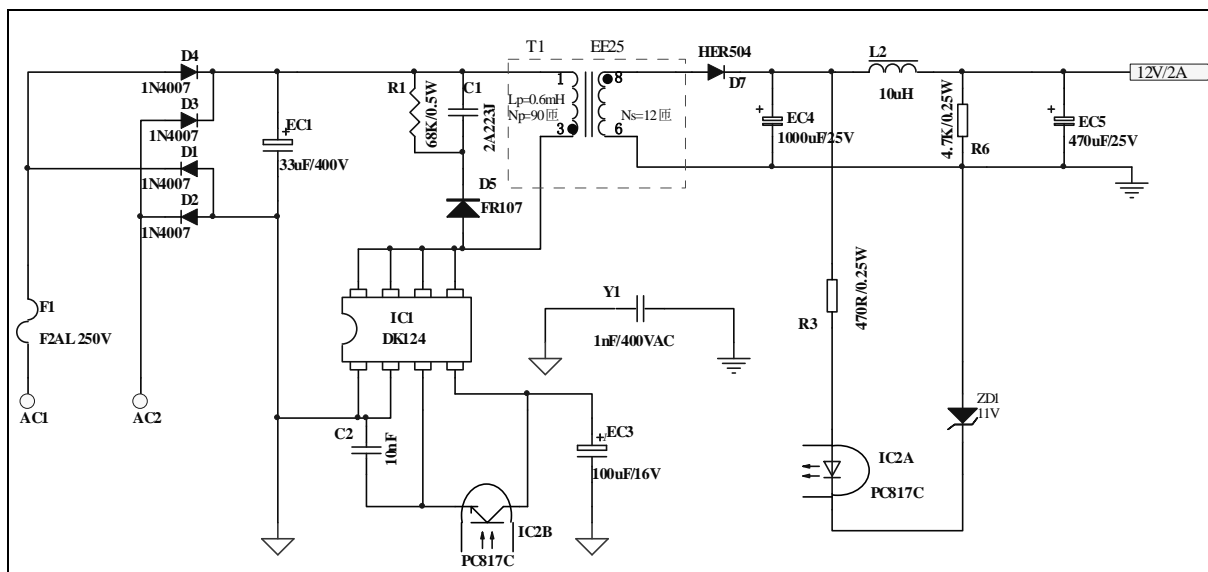 T1 EE25 HFR504 L2
D4
1N4007
D3
1N4007
D1
1N4007
D2
1N4007
EC1
33uF/400V
R1
68K/0.5W
C1
2A223J
1
Lp=0.6mH
Np=90匝
3
8
Ns=12匝
6
D7
10uH
12V/2A
EC4
1000uF/25V
4.7K/0.25W
R6
EC5
470uF/25V
D5
FR107
F1
F2AL 250V
IC1
DK124
Y1
1nF/400VAC
R3
470R/0.25W
AC1
AC2
C2
10nF
EC3
100uF/16V
ZD1
11V
IC2A
PC817C
IC2B
PC817C